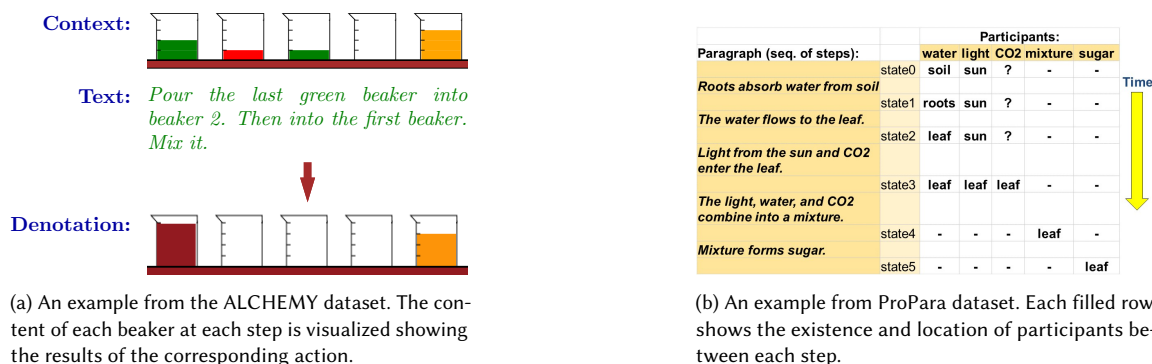 Context:
Text: Pour the last green beaker into
beaker 2. Then into the first beaker.
Mix it.
Denotation:
(a) An example from the ALCHEMY dataset. The con-
tent of each beaker at each step is visualized showing
the results of the corresponding action.
Participants:
Paragraph (seq. of steps): water light CO2 mixture sugar
state0 soil sun ? - -
Roots absorb water from soil
state1 roots sun ? - -
The water flows to the leaf.
state2 leaf sun ? - -
Light from the sun and CO2
enter the leaf.
state3 leaf leaf leaf - -
The light, water, and CO2
combine into a mixture.
state4 - - - leaf -
Mixture forms sugar.
state5 - - - - leaf
Time
(b) An example from ProPara dataset. Each filled row
shows the existence and location of participants be-
tween each step.